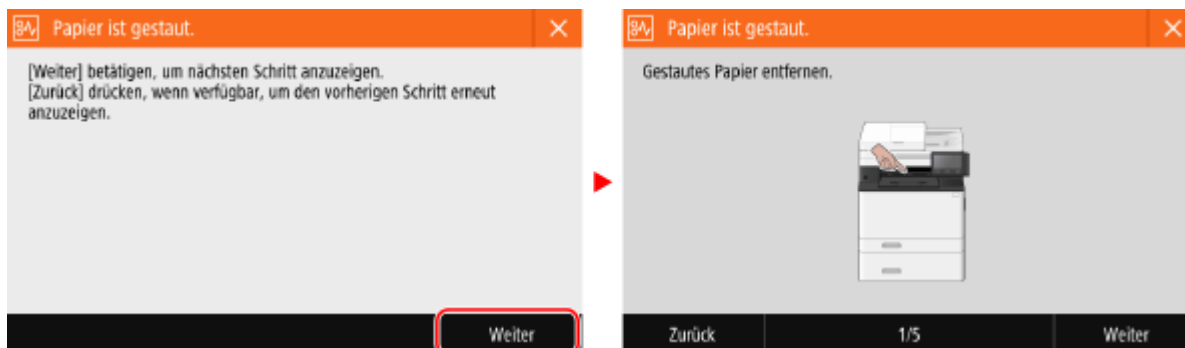 Papier ist gestaut.
[Weiter] betätigen, um nächsten Schritt anzuzeigen.
[Zurück] drücken, wenn verfügbar, um den vorherigen Schritt erneut
anzuzeigen.
Weiter
Papier ist gestaut.
Gestautes Papier entfernen.
Zurück 1/5 Weiter